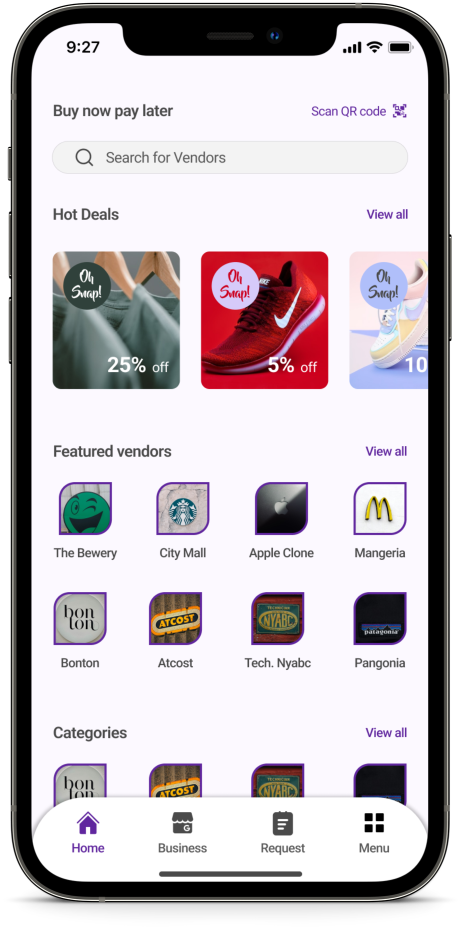 9:27
Buy now pay later
Scan QR code
Search for Vendors
Hot Deals
View all
Oh
Snap!
25% off
Oh
Snap!
5% off
Oh
Snap!
10
Featured vendors
View all
The Bewery
City Mall
Apple Clone
Mangeria
bon
ton
ATCOST
NYABC
patagonia
Bonton
Atcost
Tech. Nyabc
Pangonia
Categories
View all
bon
ton
ATCOST
NYABC
G
Home
Business
Request
Menu